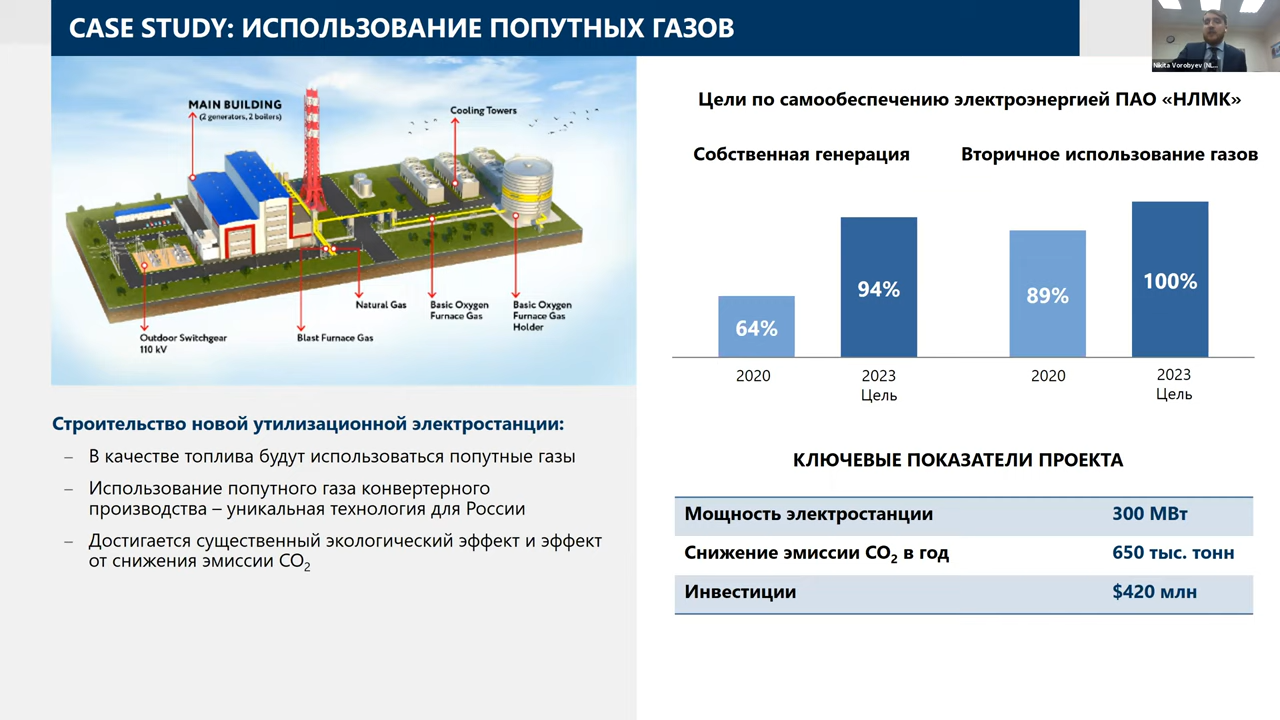 CASE STUDY: ИСПОЛЬЗОВАНИЕ ПОПУТНЫХ ГАЗОВ
Nikita Vorobyev (NL...
MAIN BUILDING
(2 generators, 2 boilers)
Cooling Towers
Natural Gas
Basic Oxygen
Furnace Gas
Basic Oxygen
Furnace Gas
Holder
Outdoor Switchgear
110 kV
Blast Furnace Gas
Строительство новой утилизационной электростанции:
– В качестве топлива будут использоваться попутные газы
– Использование попутного газа конвертерного
производства – уникальная технология для России
– Достигается существенный экологический эффект и эффект
от снижения эмиссии CO₂
Цели по самообеспечению электроэнергией ПАО «НЛМК»
Собственная генерация
64%
94%
2020
2023
Цель
Вторичное использование газов
89%
100%
2020
2023
Цель
КЛЮЧЕВЫЕ ПОКАЗАТЕЛИ ПРОЕКТА
Мощность электростанции 300 МВт
Снижение эмиссии CO₂ в год 650 тыс. тонн
Инвестиции $420 млн